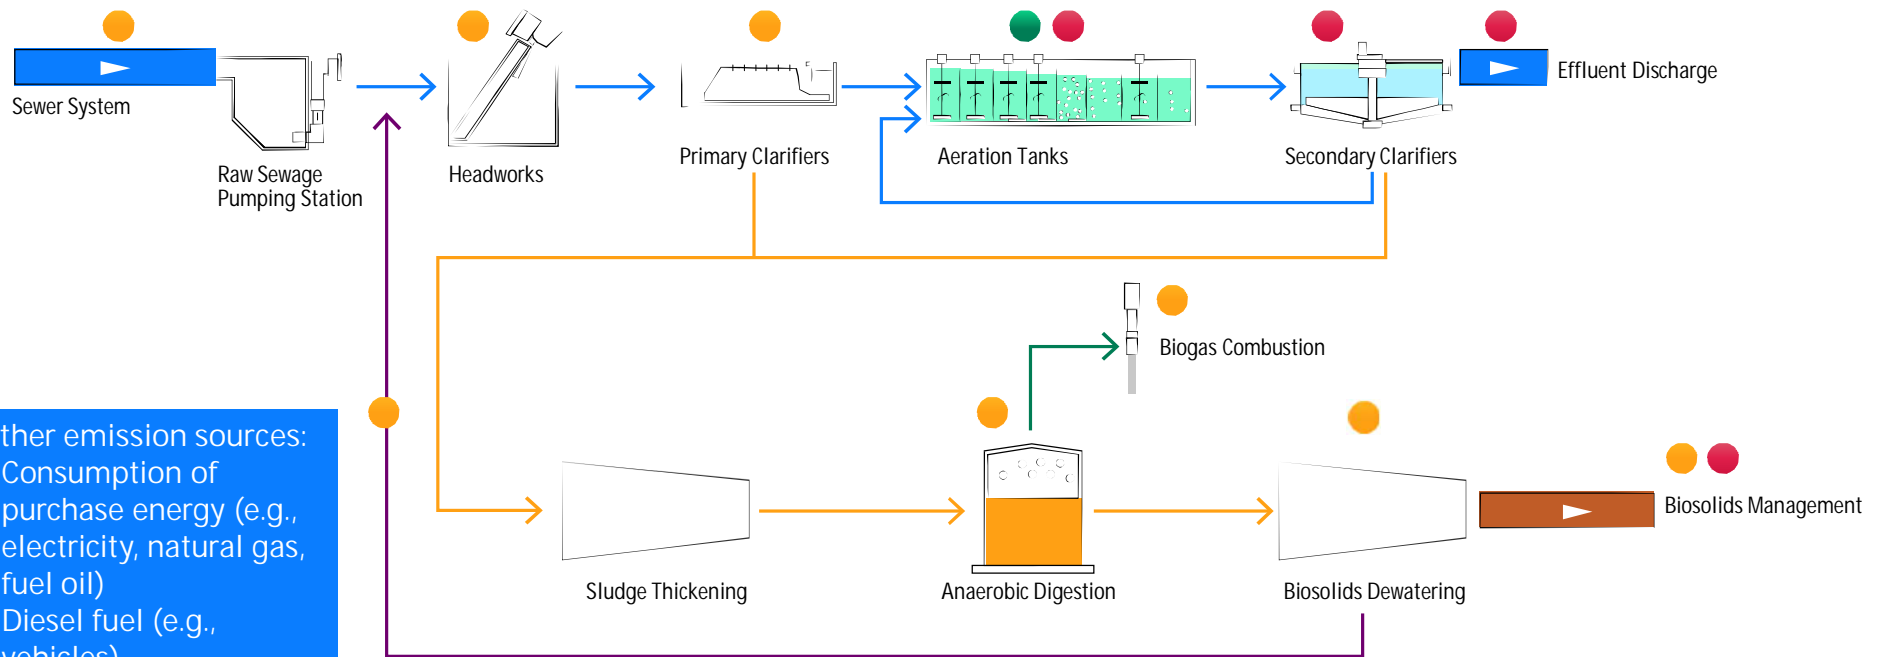 Sewer System
Raw Sewage
Pumping Station
Headworks
Primary Clarifiers
Aeration Tanks
Secondary Clarifiers
Effluent Discharge
Biogas Combustion
ther emission sources:
Consumption of
purchase energy (e.g.,
electricity, natural gas,
fuel oil)
Diesel fuel (e.g.,
vehicles)
Sludge Thickening
Anaerobic Digestion
Biosolids Dewatering
Biosolids Management